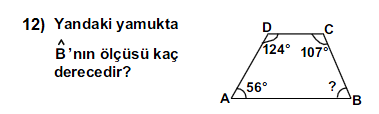 12) Yandaki yamukta
B̂'nın ölçüsü kaç
derecedir?
D C
124° 107°
56° ?
A B